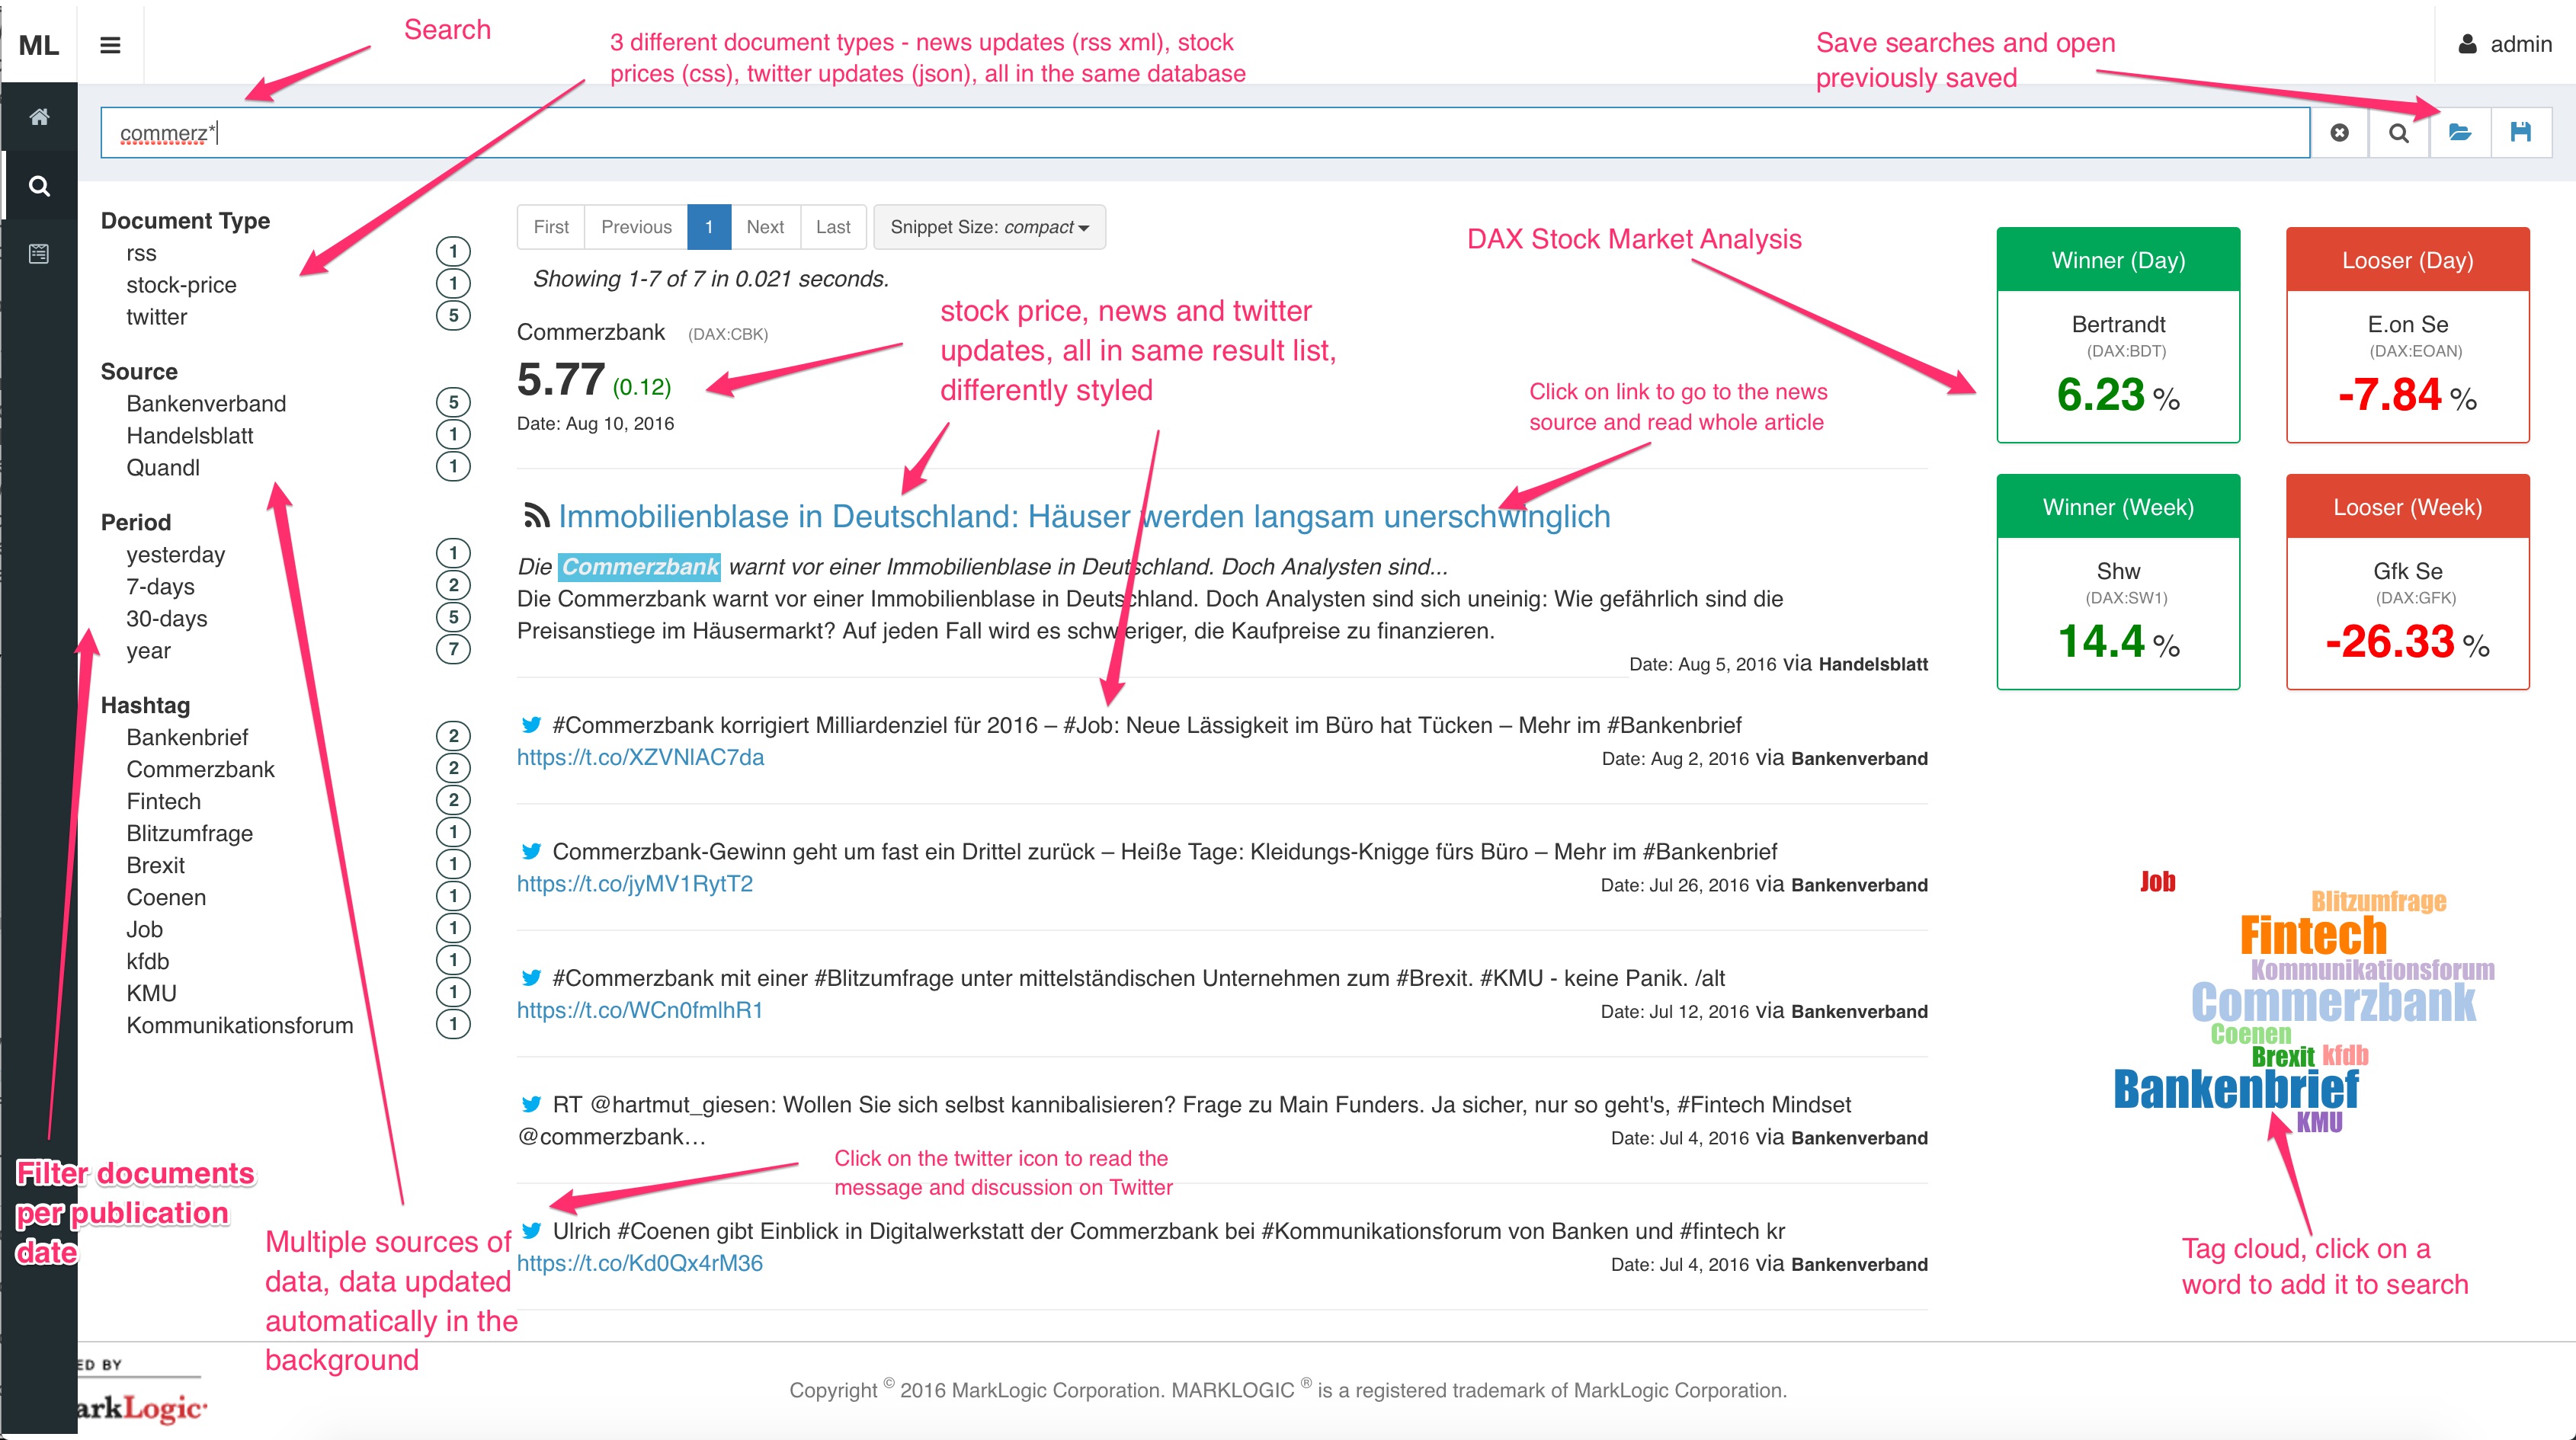 ML
admin
Search
3 different document types - news updates (rss xml), stock
prices (css), twitter updates (json), all in the same database
Save searches and open
previously saved
commerz*
Document Type
rss 1
stock-price 1
twitter 5
Source
Bankenverband 5
Handelsblatt 1
Quandl 1
Period
yesterday 1
7-days 2
30-days 5
year 7
Hashtag
Bankenbrief 2
Commerzbank 2
Fintech 2
Blitzumfrage 1
Brexit 1
Coenen 1
Job 1
kfdb 1
KMU 1
Kommunikationsforum 1
Filter documents
per publication
date
Multiple sources of
data, data updated
automatically in the
background
First Previous 1 Next Last Snippet Size: compact
Showing 1-7 of 7 in 0.021 seconds.
Commerzbank (DAX:CBK)
5.77 (0.12)
Date: Aug 10, 2016
stock price, news and twitter
updates, all in same result list,
differently styled
DAX Stock Market Analysis
Click on link to go to the news
source and read whole article
Immobilienblase in Deutschland: Häuser werden langsam unerschwinglich
Die Commerzbank warnt vor einer Immobilienblase in Deutschland. Doch Analysten sind...
Die Commerzbank warnt vor einer Immobilienblase in Deutschland. Doch Analysten sind sich uneinig: Wie gefährlich sind die
Preisanstiege im Häusermarkt? Auf jeden Fall wird es schwieriger, die Kaufpreise zu finanzieren.
Date: Aug 5, 2016 via Handelsblatt
#Commerzbank korrigiert Milliardenziel für 2016 – #Job: Neue Lässigkeit im Büro hat Tücken – Mehr im #Bankenbrief
https://t.co/XZVNlAC7da Date: Aug 2, 2016 via Bankenverband
Commerzbank-Gewinn geht um fast ein Drittel zurück – Heiße Tage: Kleidungs-Knigge fürs Büro – Mehr im #Bankenbrief
https://t.co/jyMV1RytT2 Date: Jul 26, 2016 via Bankenverband
#Commerzbank mit einer #Blitzumfrage unter mittelständischen Unternehmen zum #Brexit. #KMU - keine Panik. /alt
https://t.co/WCn0fmlhR1 Date: Jul 12, 2016 via Bankenverband
RT @hartmut_giesen: Wollen Sie sich selbst kannibalisieren? Frage zu Main Funders. Ja sicher, nur so geht's, #Fintech Mindset
@commerzbank… Date: Jul 4, 2016 via Bankenverband
Click on the twitter icon to read the
message and discussion on Twitter
Ulrich #Coenen gibt Einblick in Digitalwerkstatt der Commerzbank bei #Kommunikationsforum von Banken und #fintech kr
https://t.co/Kd0Qx4rM36 Date: Jul 4, 2016 via Bankenverband
Winner (Day)
Bertrandt
(DAX:BDT)
6.23 %
Looser (Day)
E.on Se
(DAX:EOAN)
-7.84 %
Winner (Week)
Shw
(DAX:SW1)
14.4 %
Looser (Week)
Gfk Se
(DAX:GFK)
-26.33 %
Job
Blitzumfrage
Fintech
Kommunikationsforum
Commerzbank
Coenen
Brexit kfdb
Bankenbrief
KMU
Tag cloud, click on a
word to add it to search
ED BY
arkLogic
Copyright © 2016 MarkLogic Corporation. MARKLOGIC ® is a registered trademark of MarkLogic Corporation.